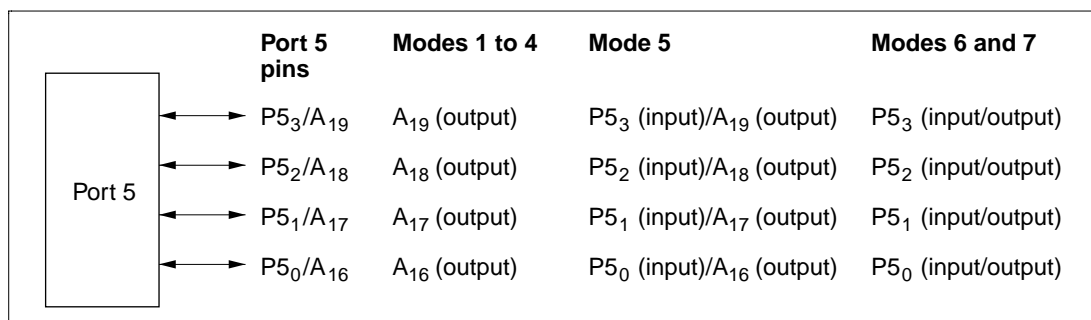 Port 5 pins Modes 1 to 4 Mode 5 Modes 6 and 7
P5₃/A₁₉ A₁₉ (output) P5₃ (input)/A₁₉ (output) P5₃ (input/output)
P5₂/A₁₈ A₁₈ (output) P5₂ (input)/A₁₈ (output) P5₂ (input/output)
Port 5
P5₁/A₁₇ A₁₇ (output) P5₁ (input)/A₁₇ (output) P5₁ (input/output)
P5₀/A₁₆ A₁₆ (output) P5₀ (input)/A₁₆ (output) P5₀ (input/output)